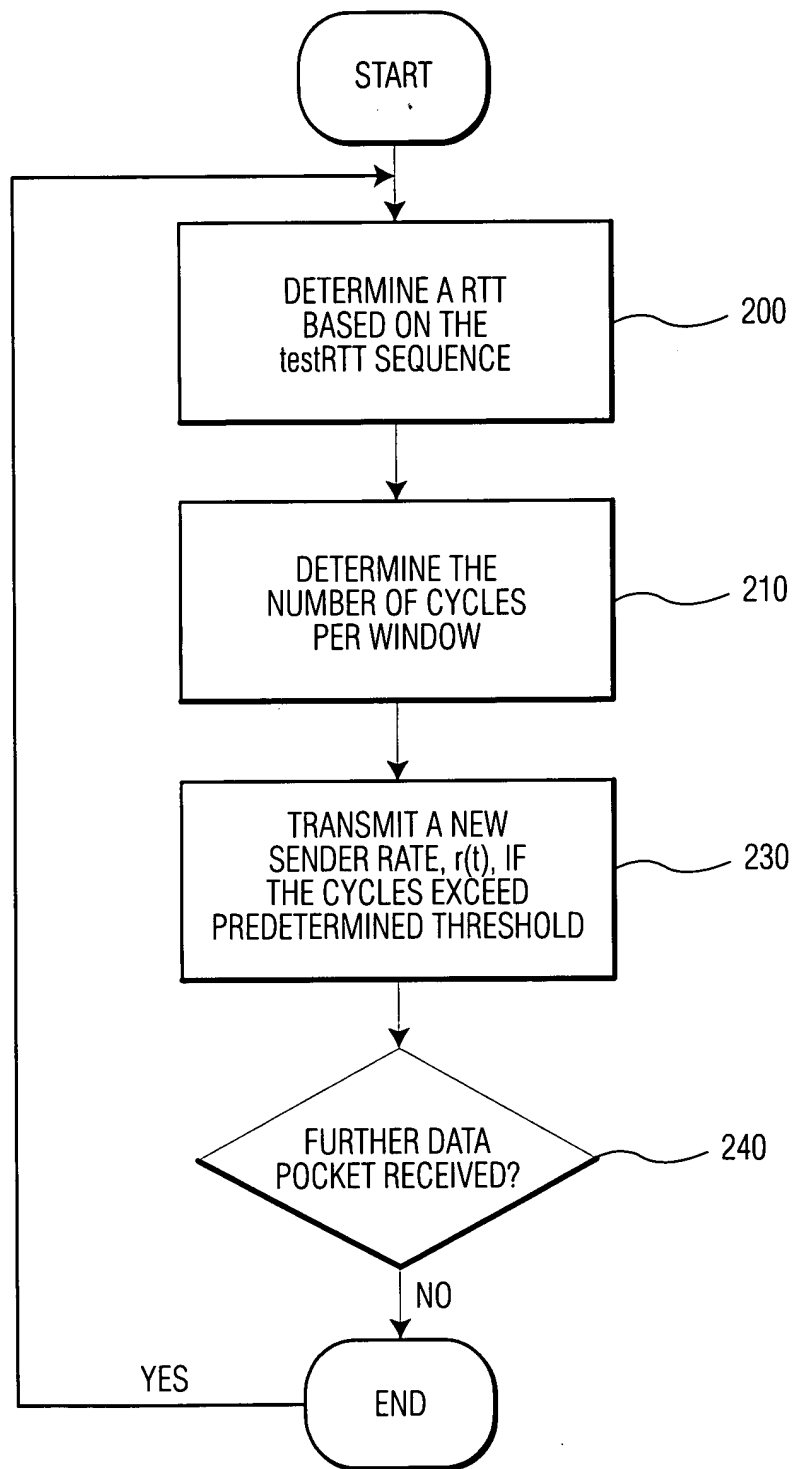 START
DETERMINE A RTT
BASED ON THE
testRTT SEQUENCE
200
DETERMINE THE
NUMBER OF CYCLES
PER WINDOW
210
TRANSMIT A NEW
SENDER RATE, r(t), IF
THE CYCLES EXCEED
PREDETERMINED THRESHOLD
230
FURTHER DATA
POCKET RECEIVED?
240
NO
YES
END